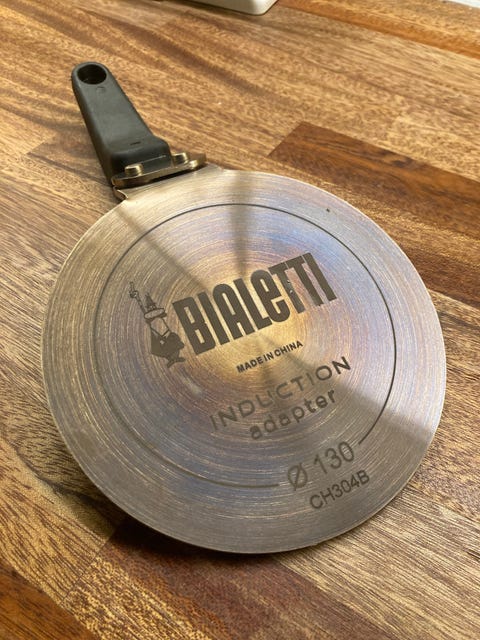 BIALETTI
MADE IN CHINA
INDUCTION
adapter
Ø 130
CH304B